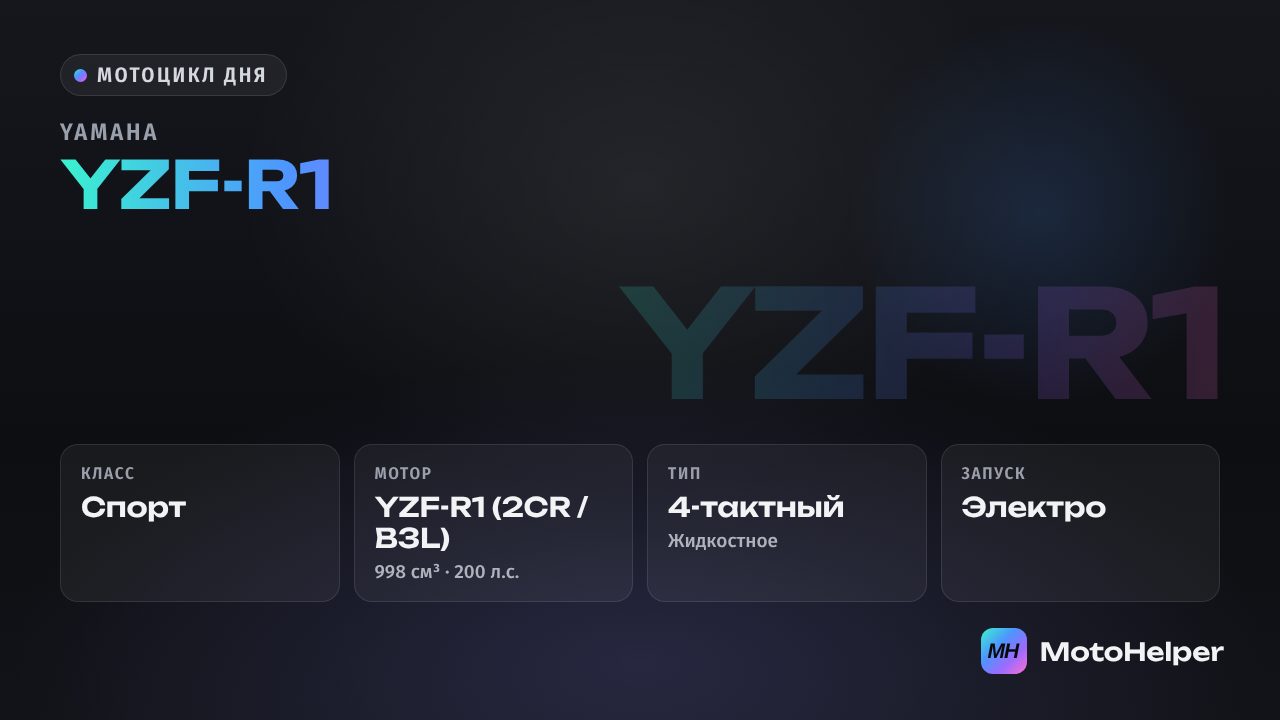 МОТОЦИКЛ ДНЯ
YAMAHA
YZF-R1
YZF-R1
КЛАСС
Спорт
МОТОР
YZF-R1 (2CR /
B3L)
998 см³ · 200 л.с.
ТИП
4-тактный
Жидкостное
ЗАПУСК
Электро
MH MotoHelper